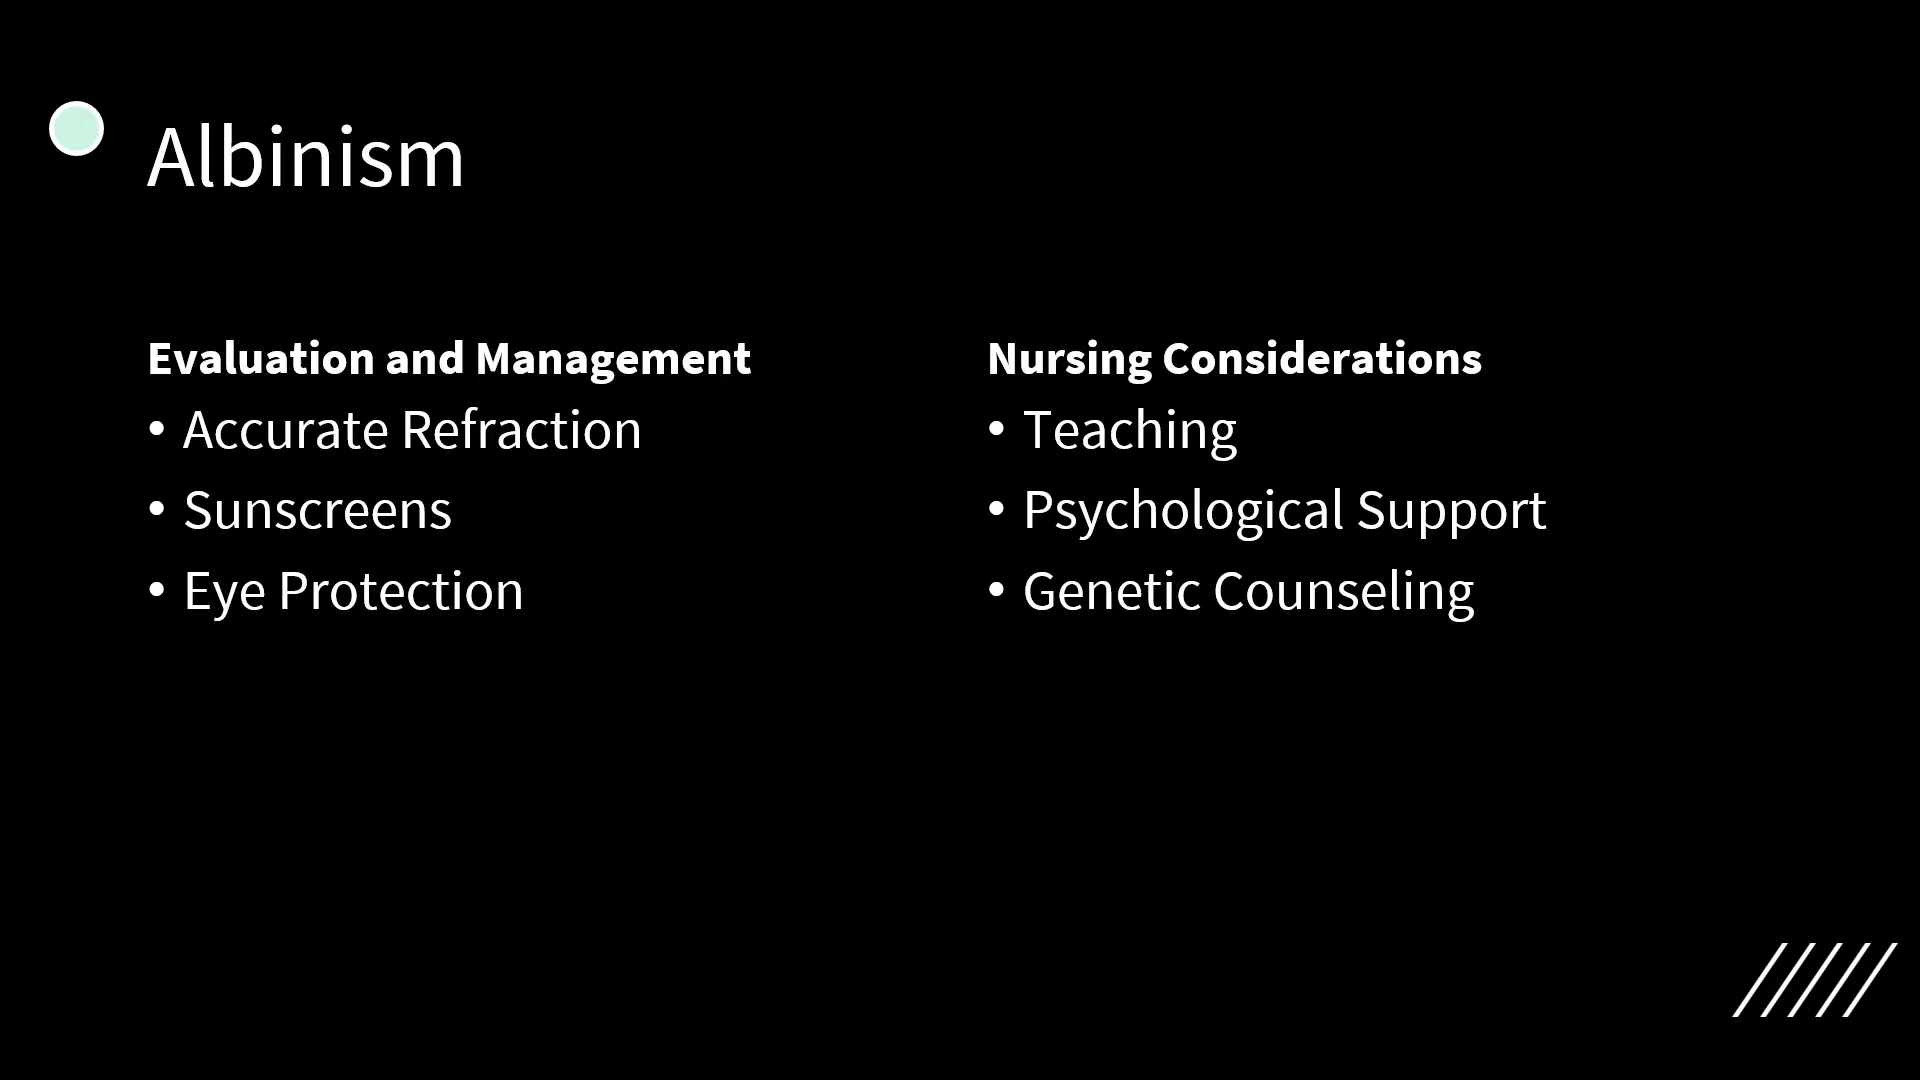 Albinism
Evaluation and Management
• Accurate Refraction
• Sunscreens
• Eye Protection
Nursing Considerations
• Teaching
• Psychological Support
• Genetic Counseling